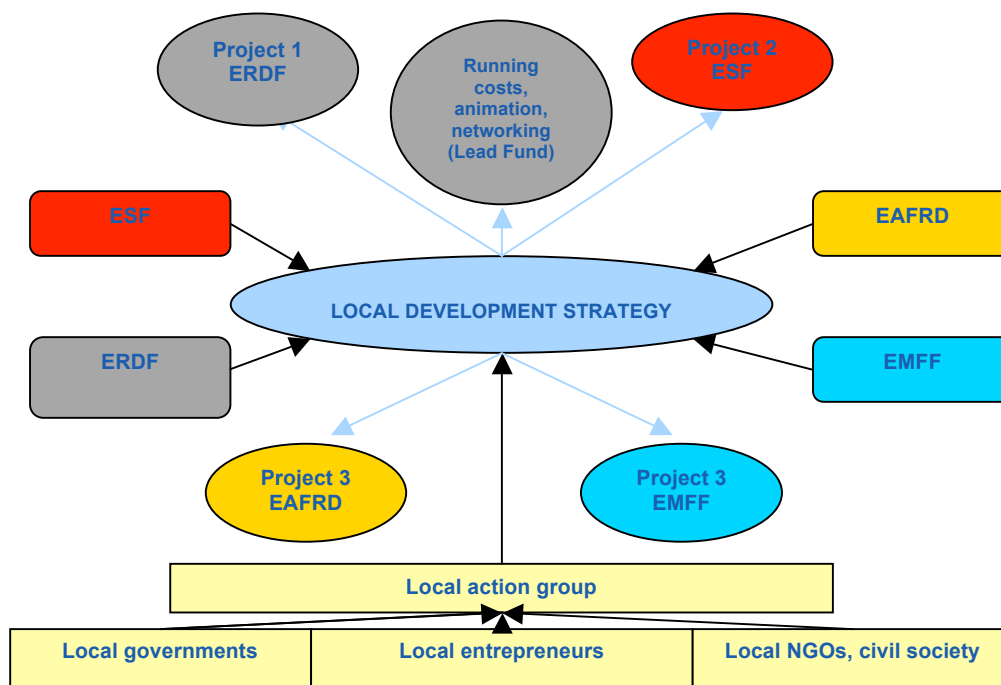 Project 1
ERDF
Running
costs,
animation,
networking
(Lead Fund)
Project 2
ESF
ESF
EAFRD
LOCAL DEVELOPMENT STRATEGY
ERDF
EMFF
Project 3
EAFRD
Project 3
EMFF
Local action group
Local governments
Local entrepreneurs
Local NGOs, civil society